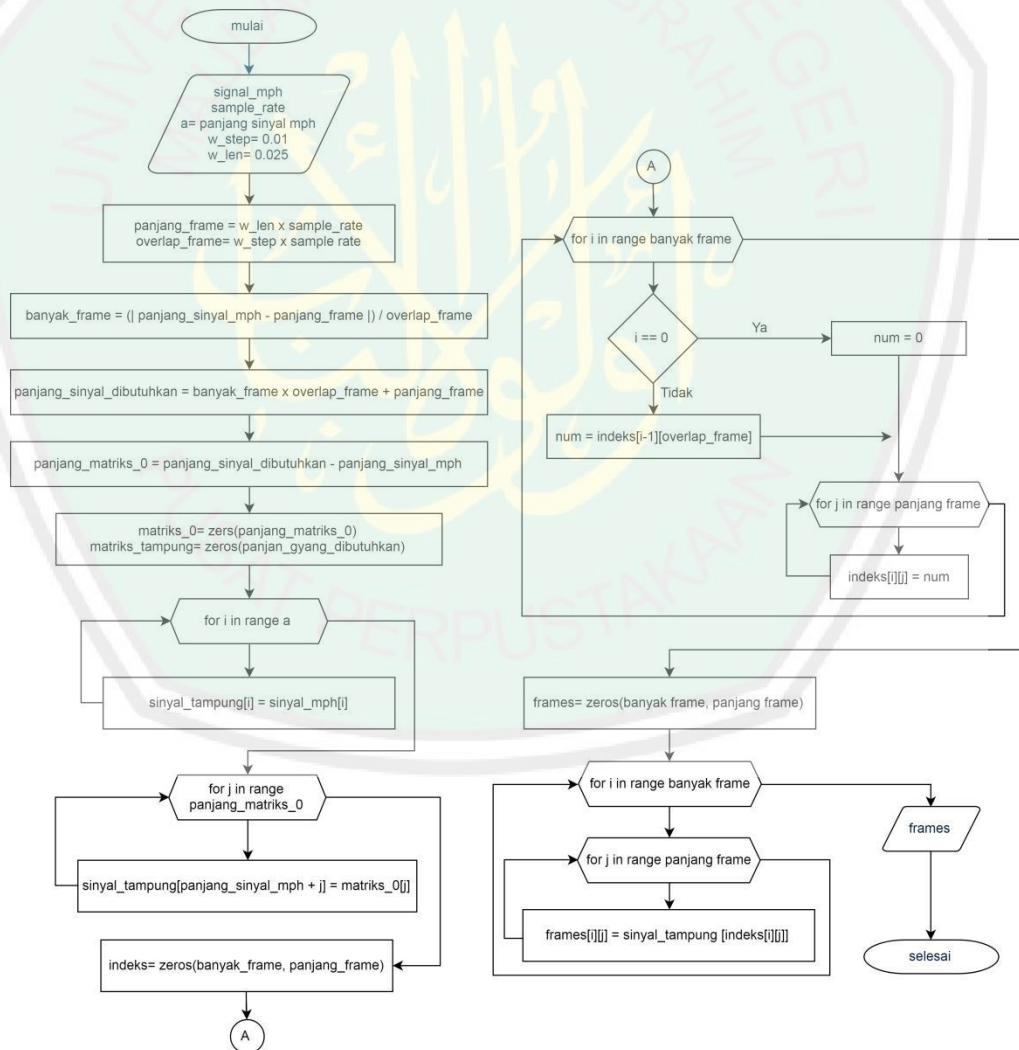 mulai
signal_mph
sample_rate
a= panjang sinyal mph
w_step= 0.01
w_len= 0.025
panjang_frame = w_len x sample_rate
overlap_frame= w_step x sample rate
banyak_frame = (| panjang_sinyal_mph - panjang_frame |) / overlap_frame
panjang_sinyal_dibutuhkan = banyak_frame x overlap_frame + panjang_frame
panjang_matriks_0 = panjang_sinyal_dibutuhkan - panjang_sinyal_mph
matriks_0= zers(panjang_matriks_0)
matriks_tampung= zeros(panjan_gyang_dibutuhkan)
for i in range a
sinyal_tampung[i] = sinyal_mph[i]
for j in range
panjang_matriks_0
sinyal_tampung[panjang_sinyal_mph + j] = matriks_0[j]
indeks= zeros(banyak_frame, panjang_frame)
A
A
for i in range banyak frame
i == 0
Ya
num = 0
Tidak
num = indeks[i-1][overlap_frame]
for j in range panjang frame
indeks[i][j] = num
frames= zeros(banyak frame, panjang frame)
for i in range banyak frame
frames
for j in range panjang frame
frames[i][j] = sinyal_tampung [indeks[i][j]]
selesai
PUSAT PERPUSTAKAAN